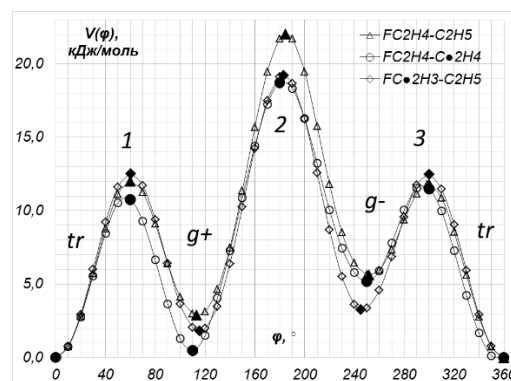 V(φ),
кДж/моль
FC2H4-C2H5
FC2H4-C●2H4
FC●2H3-C2H5
20,0
15,0
10,0
5,0
0,0
1
2
3
tr
g+
g-
tr
φ, °
0 40 80 120 160 200 240 280 320 360